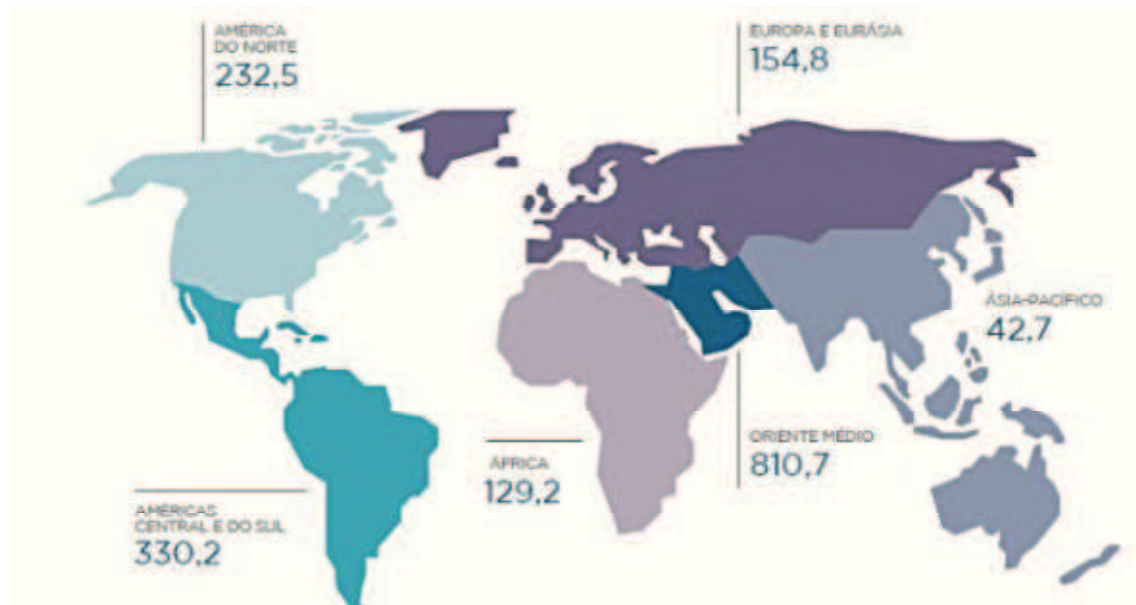 AMÉRICA
DO NORTE
232,5
EUROPA E EURÁSIA
154,8
ÁSIA-PACÍFICO
42,7
ORIENTE MÉDIO
810,7
ÁFRICA
129,2
AMÉRICAS
CENTRAL E DO SUL
330,2